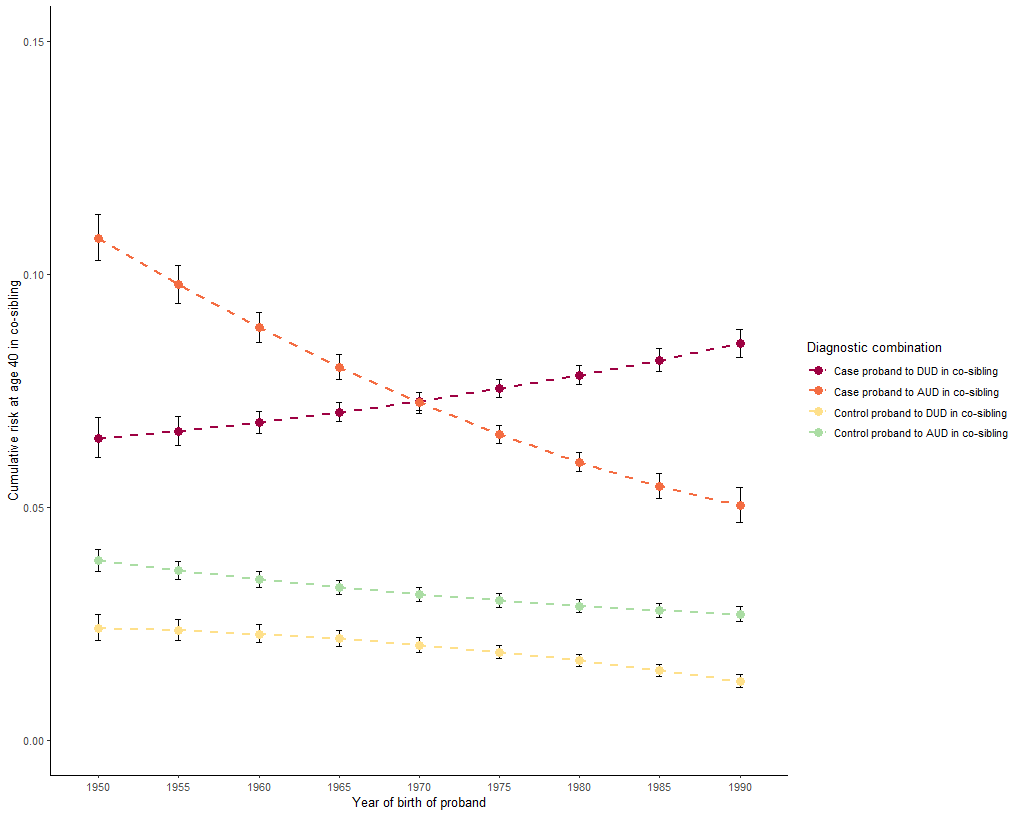 0.15
0.10
0.05
0.00
Cumulative risk at age 40 in co-sibling
1950 1955 1960 1965 1970 1975 1980 1985 1990
Year of birth of proband
Diagnostic combination
Case proband to DUD in co-sibling
Case proband to AUD in co-sibling
Control proband to DUD in co-sibling
Control proband to AUD in co-sibling